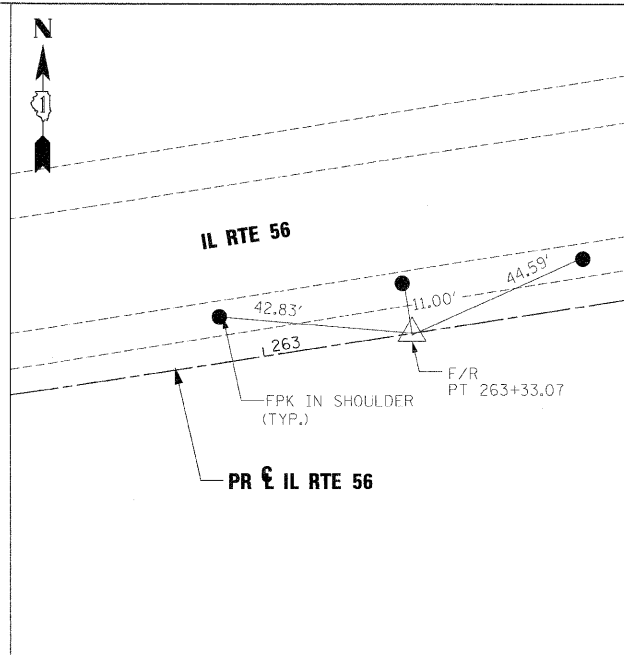 N
1
IL RTE 56
42.83'
11.00'
44.59'
263
F/R
PT 263+33.07
FPK IN SHOULDER
(TYP.)
PR ℄ IL RTE 56